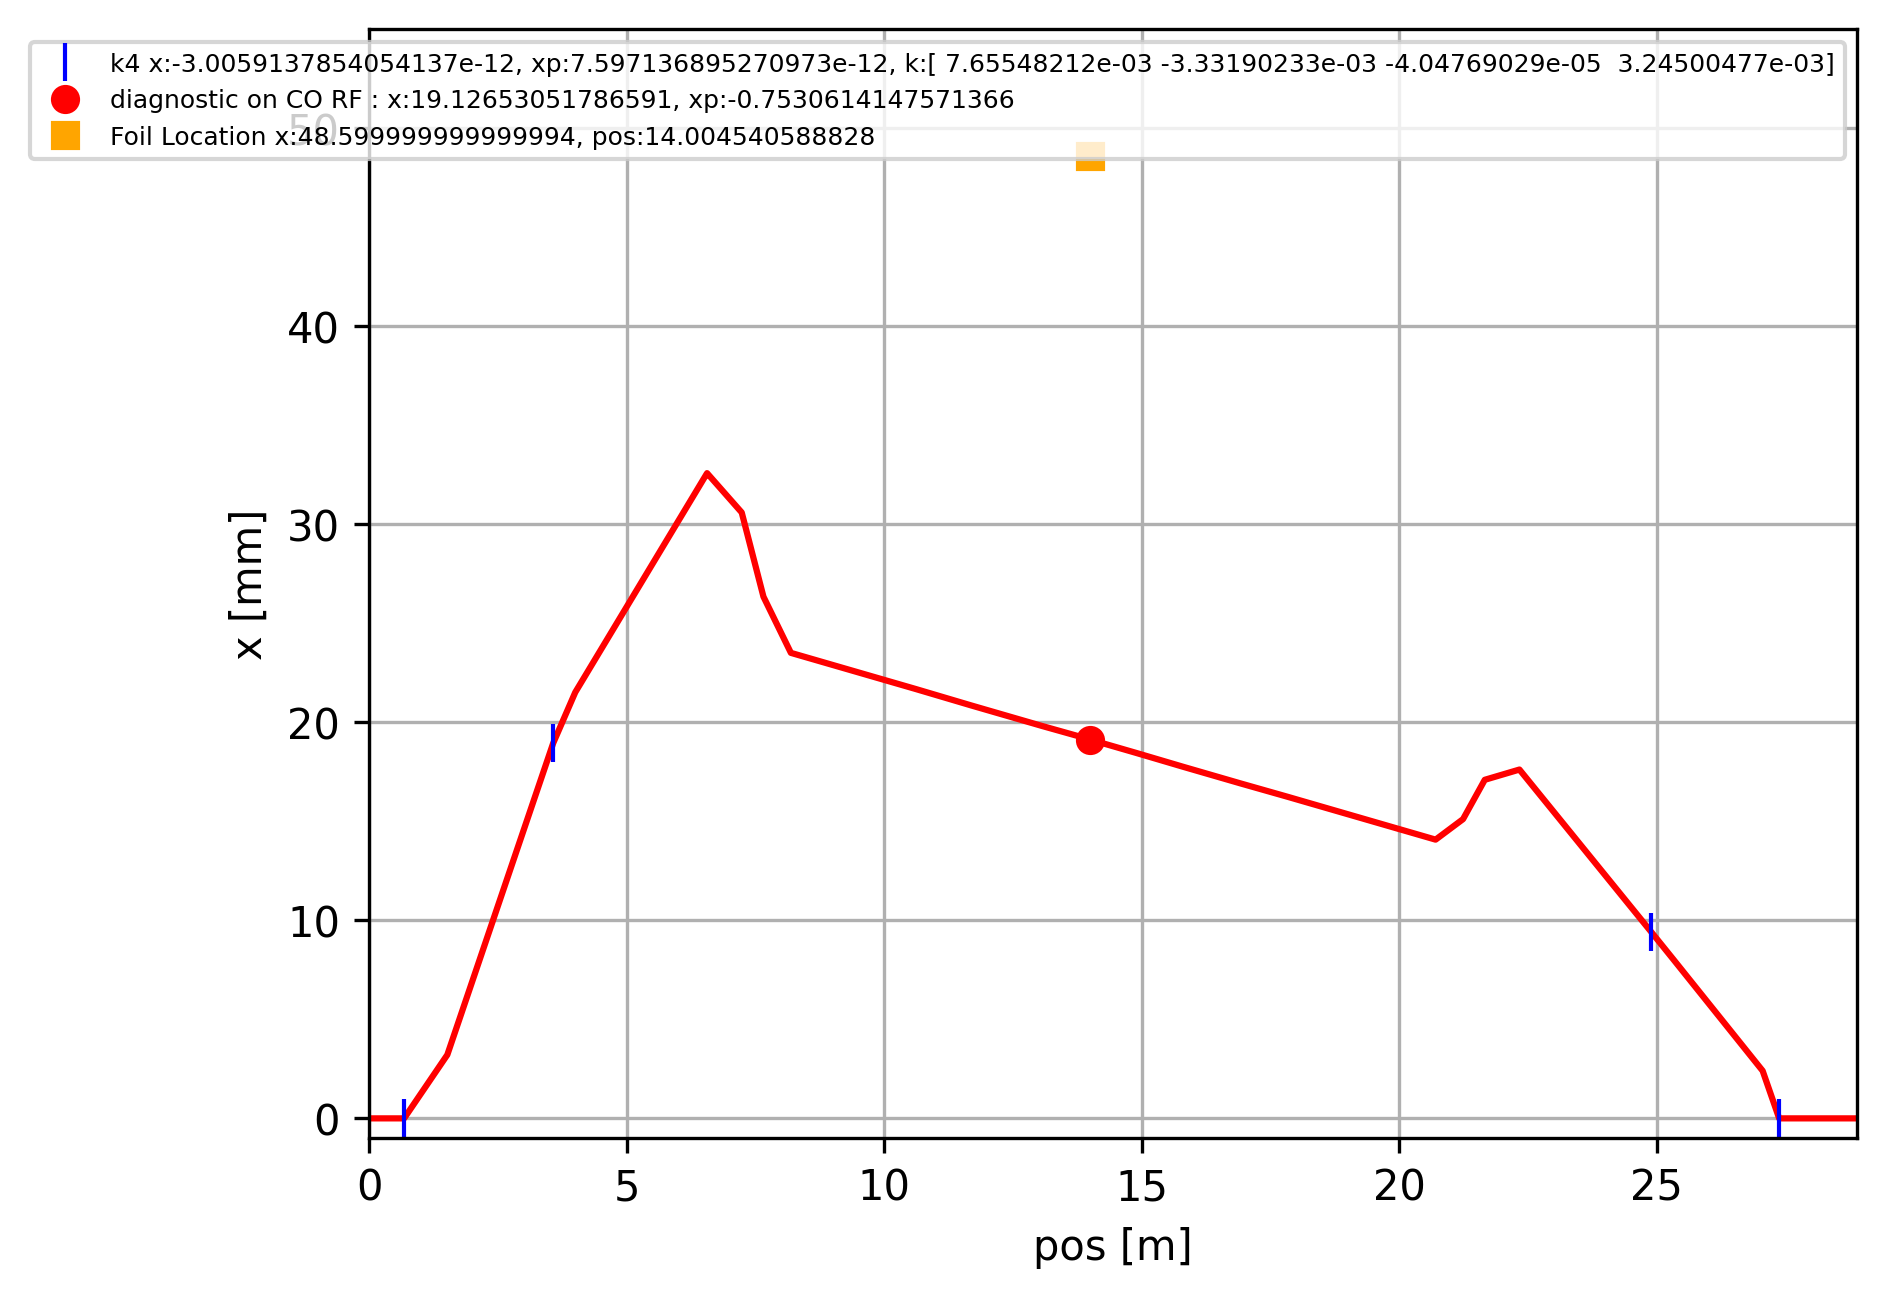 k4 x:-3.0059137854054137e-12, xp:7.597136895270973e-12, k:[ 7.65548212e-03 -3.33190233e-03 -4.04769029e-05  3.24500477e-03]
diagnostic on CO RF : x:19.12653051786591, xp:-0.7530614147571366
Foil Location x:48.599999999999994, pos:14.004540588828
50
40
30
20
10
0
x [mm]
0 5 10 15 20 25
pos [m]